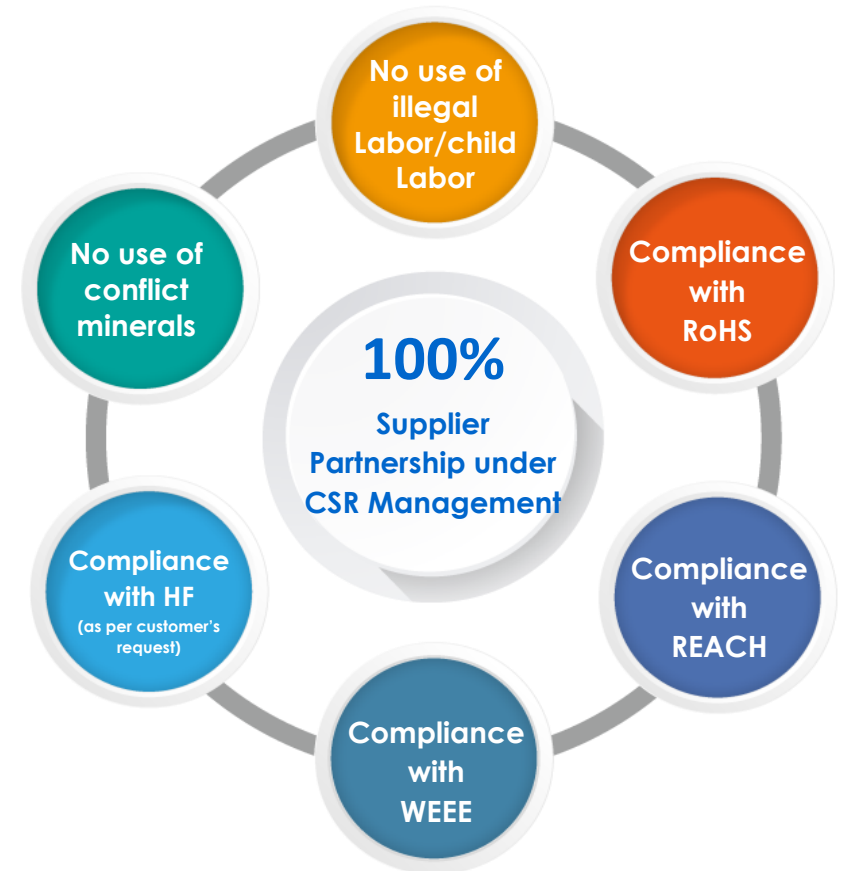 No use of
illegal
Labor/child
Labor
Compliance
with
RoHS
Compliance
with
REACH
Compliance
with
WEEE
Compliance
with HF
(as per customer's
request)
No use of
conflict
minerals
100%
Supplier
Partnership under
CSR Management